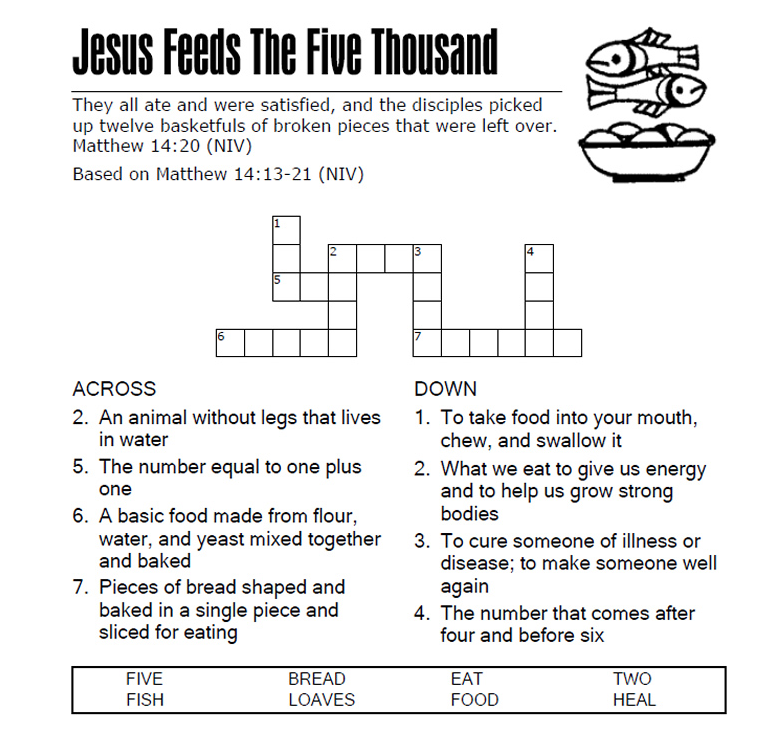 Jesus Feeds The Five Thousand
They all ate and were satisfied, and the disciples picked
up twelve basketfuls of broken pieces that were left over.
Matthew 14:20 (NIV)
Based on Matthew 14:13-21 (NIV)
1
2
3
4
5
6
7
ACROSS
2. An animal without legs that lives
in water
5. The number equal to one plus
one
6. A basic food made from flour,
water, and yeast mixed together
and baked
7. Pieces of bread shaped and
baked in a single piece and
sliced for eating
DOWN
1. To take food into your mouth,
chew, and swallow it
2. What we eat to give us energy
and to help us grow strong
bodies
3. To cure someone of illness or
disease; to make someone well
again
4. The number that comes after
four and before six
FIVE BREAD EAT TWO
FISH LOAVES FOOD HEAL